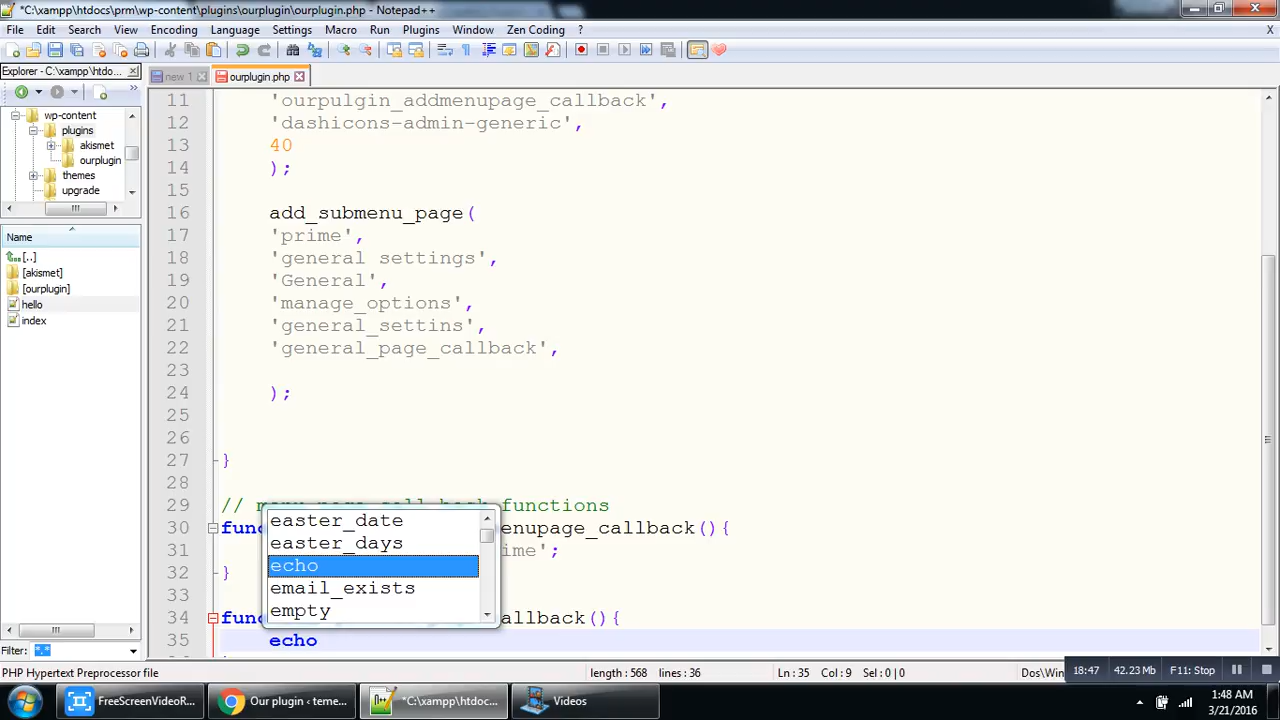 *C:\xampp\htdocs\prm\wp-content\plugins\ourplugin\ourplugin.php - Notepad++
File Edit Search View Encoding Language Settings Macro Run Plugins Window Zen Coding X
Explorer - C:\xampp\htdo...
new 1 ourplugin.php
wp-content
plugins
akismet
ourplugin
themes
upgrade
Name
[..]
[akismet]
[ourplugin]
hello
index
Filter: *.*
11 'ourpulgin_addmenupage_callback',
12 'dashicons-admin-generic',
13 40
14 );
15
16 add_submenu_page(
17 'prime',
18 'general settings',
19 'General',
20 'manage_options',
21 'general_settins',
22 'general_page_callback',
23
24 );
25
26
27 }
28
29 // functions
30 func enupage_callback(){
31 ime';
32 }
33
34 func allback(){
35 echo
easter_date
easter_days
echo
email_exists
empty
PHP Hypertext Preprocessor file length : 568 lines : 36 Ln : 35 Col : 9 Sel : 0 | 0 Dos\Win
18:47 42.23 Mb F11: Stop
FreeScreenVideoR... Our plugin ‹ teme... *C:\xampp\htdoc... Videos
1:48 AM
3/21/2016